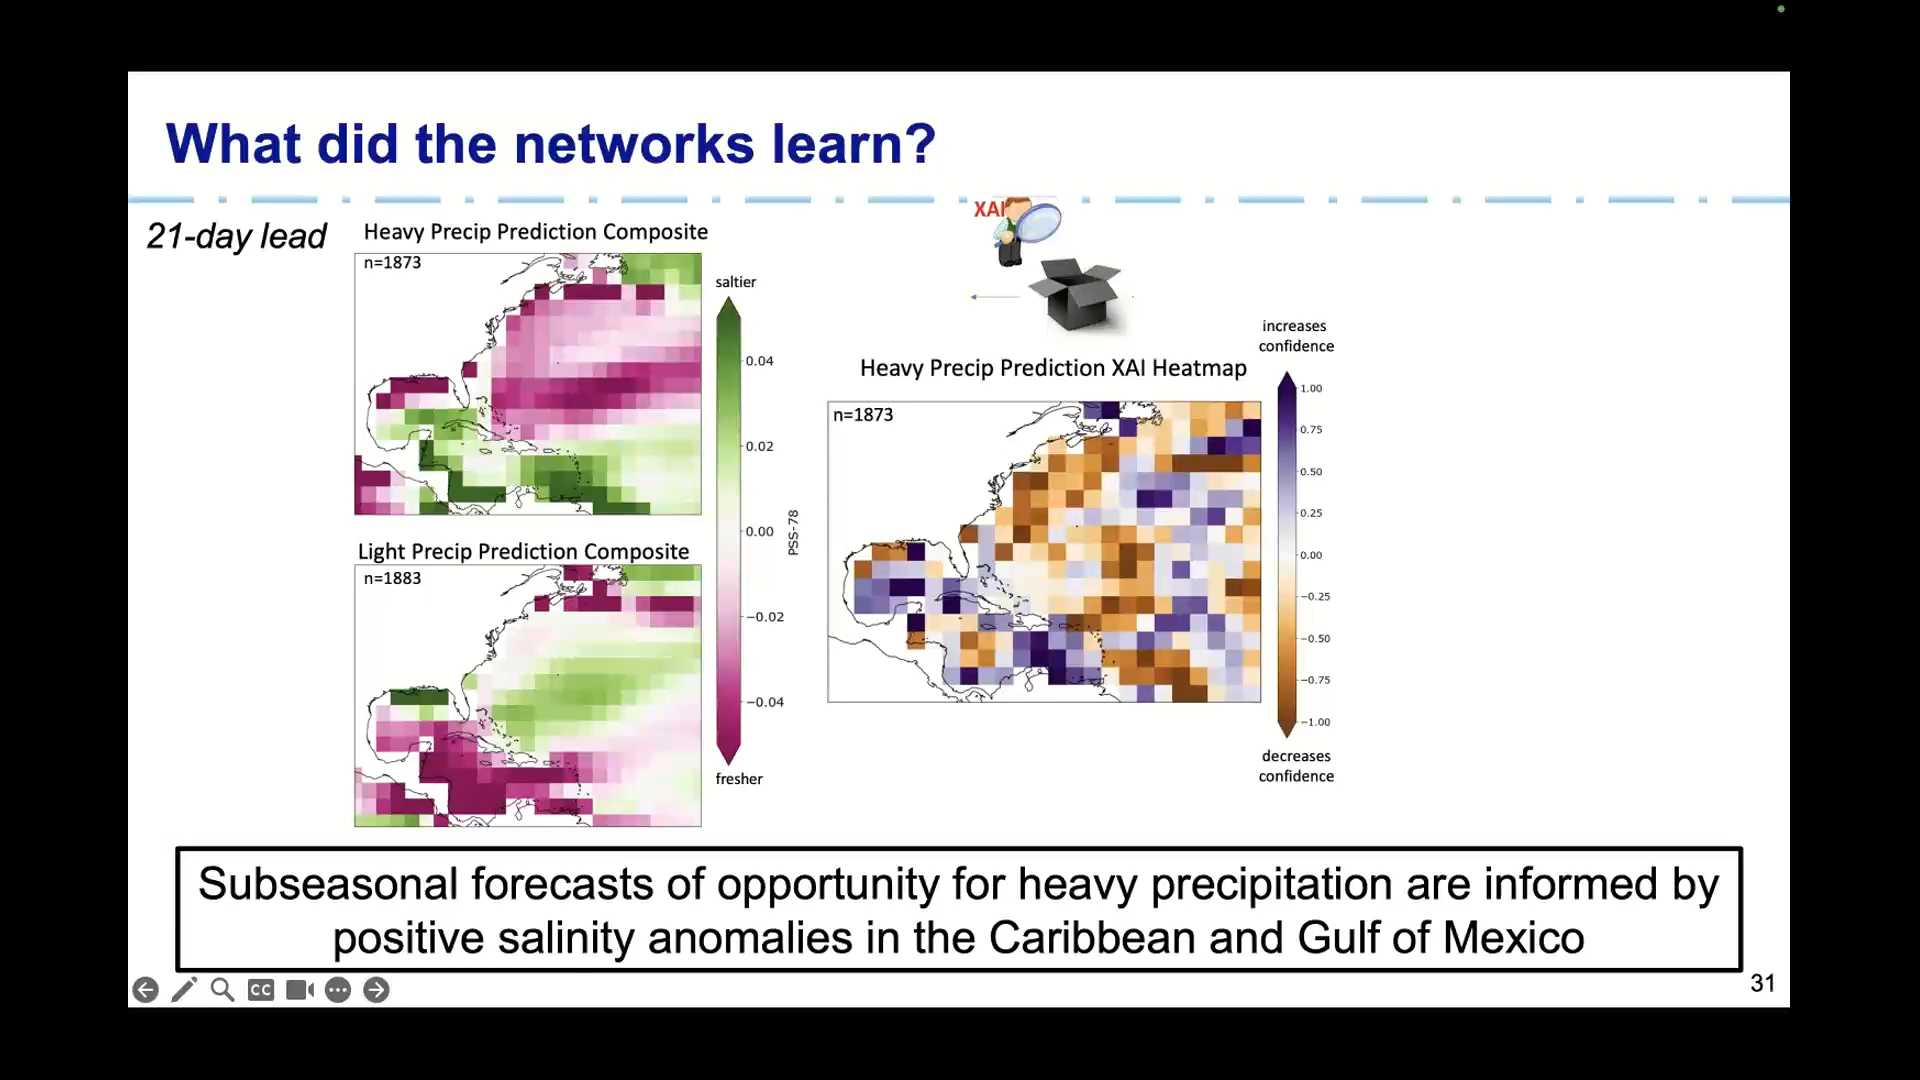 What did the networks learn?
21-day lead
Heavy Precip Prediction Composite
n=1873
saltier
0.04
0.02
0.00
−0.02
−0.04
PSS-78
fresher
Light Precip Prediction Composite
n=1883
XAI
Heavy Precip Prediction XAI Heatmap
n=1873
increases
confidence
1.00
0.75
0.50
0.25
0.00
−0.25
−0.50
−0.75
−1.00
decreases
confidence
Subseasonal forecasts of opportunity for heavy precipitation are informed by
positive salinity anomalies in the Caribbean and Gulf of Mexico
CC
31